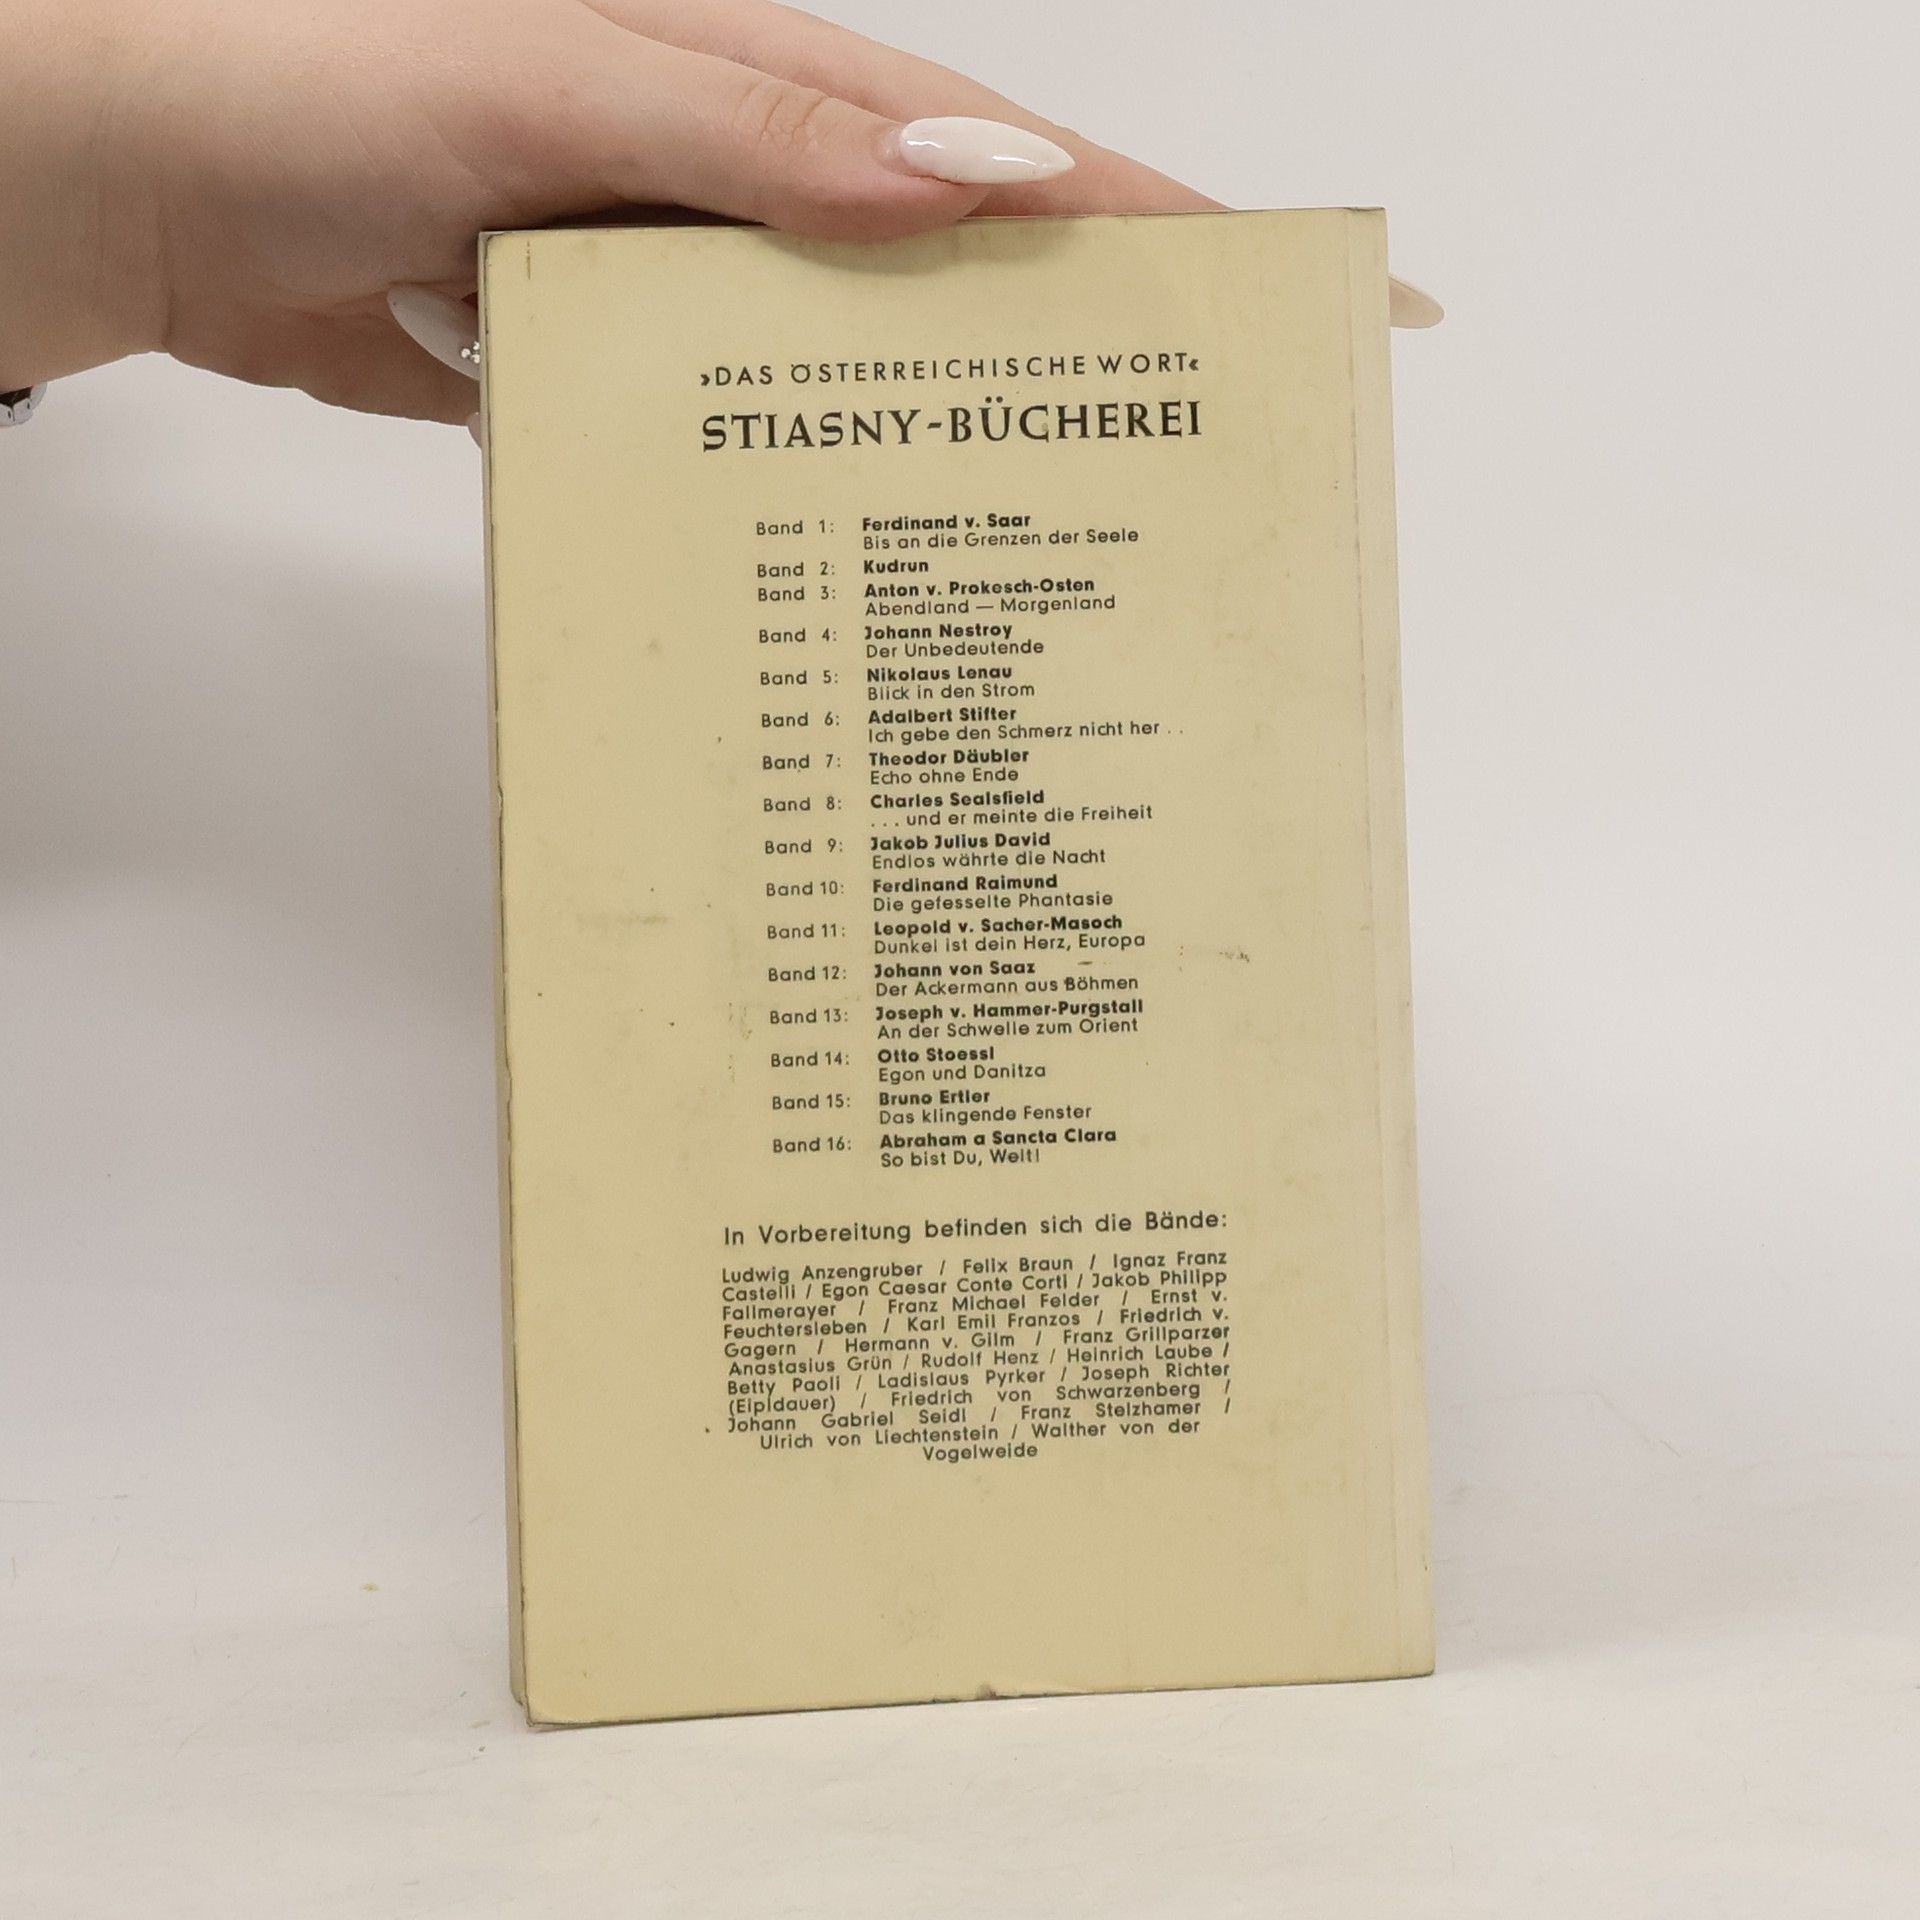 »DAS ÖSTERREICHISCHE WORT«
STIASNY-BÜCHEREI
Band 1: Ferdinand v. Saar
Bis an die Grenzen der Seele
Band 2: Kudrun
Band 3: Anton v. Prokesch-Osten
Abendland — Morgenland
Band 4: Johann Nestroy
Der Unbedeutende
Band 5: Nikolaus Lenau
Blick in den Strom
Band 6: Adalbert Stifter
Ich gebe den Schmerz nicht her . .
Band 7: Theodor Däubler
Echo ohne Ende
Band 8: Charles Sealsfield
. . . und er meinte die Freiheit
Band 9: Jakob Julius David
Endlos währte die Nacht
Band 10: Ferdinand Raimund
Die gefesselte Phantasie
Band 11: Leopold v. Sacher-Masoch
Dunkel ist dein Herz, Europa
Band 12: Johann von Saaz
Der Ackermann aus Böhmen
Band 13: Joseph v. Hammer-Purgstall
An der Schwelle zum Orient
Band 14: Otto Stoessl
Egon und Danitza
Band 15: Bruno Ertler
Das klingende Fenster
Band 16: Abraham a Sancta Clara
So bist Du, Welt!
In Vorbereitung befinden sich die Bände:
Ludwig Anzengruber / Felix Braun / Ignaz Franz
Castelli / Egon Caesar Conte Corti / Jakob Philipp
Fallmerayer / Franz Michael Felder / Ernst v.
Feuchtersleben / Karl Emil Franzos / Friedrich v.
Gagern / Hermann v. Gilm / Franz Grillparzer
Anastasius Grün / Rudolf Henz / Heinrich Laube /
Betty Paoli / Ladislaus Pyrker / Joseph Richter
(Eipldauer) / Friedrich von Schwarzenberg /
Johann Gabriel Seidl / Franz Stelzhamer /
Ulrich von Liechtenstein / Walther von der
Vogelweide